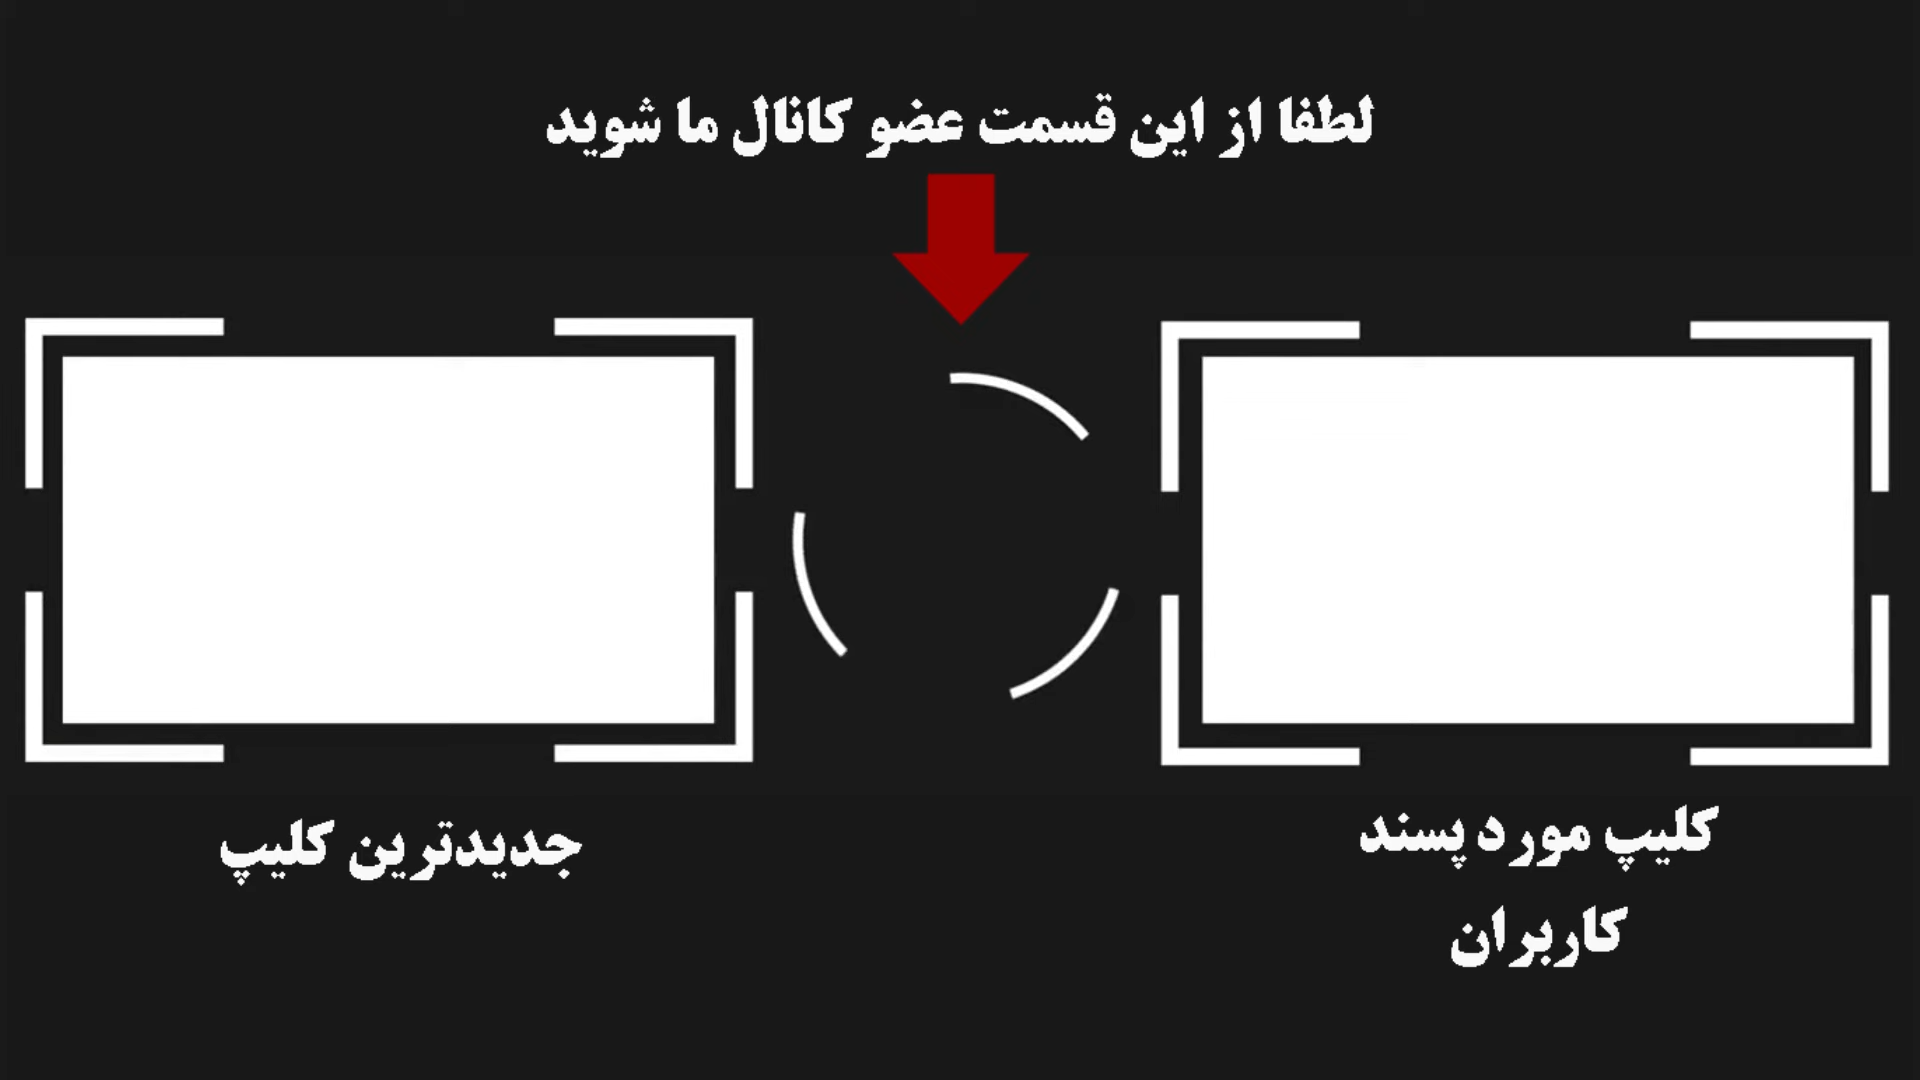 لطفا از این قسمت عضو کانال ما شوید
کلیپ مورد پسند
کاربران
جدیدترین کلیپ